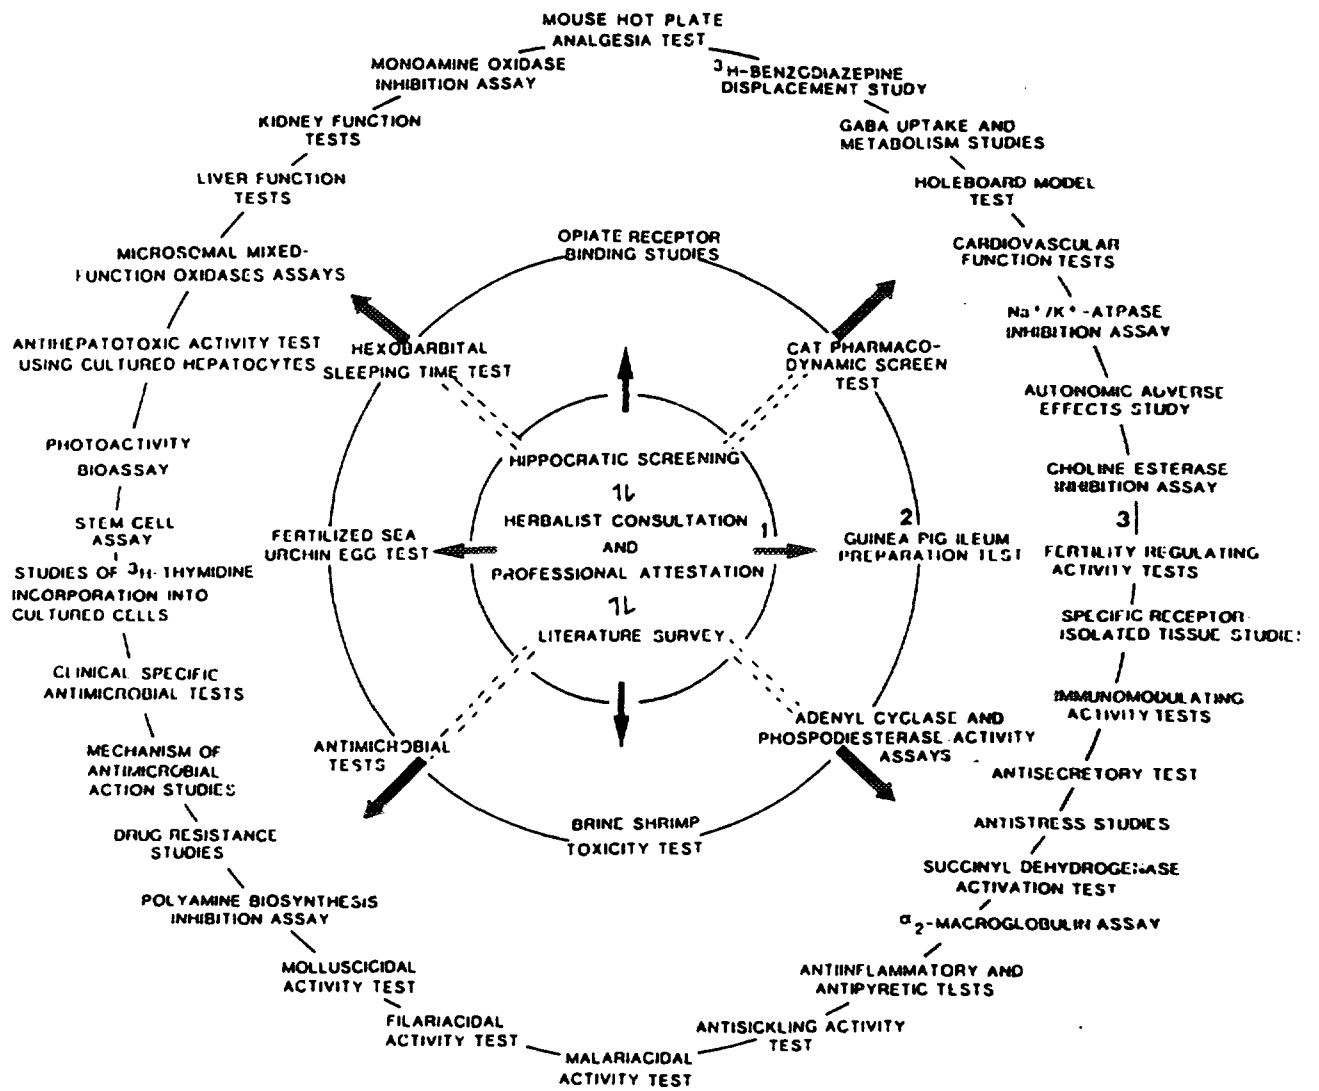 MOUSE HOT PLATE
ANALGESIA TEST
3H-BENZODIAZEPINE
DISPLACEMENT STUDY
GABA UPTAKE AND
METABOLISM STUDIES
HOLEBOARD MODEL
TEST
CARDIOVASCULAR
FUNCTION TESTS
Na+/K+-ATPASE
INHIBITION ASSAY
AUTONOMIC ADVERSE
EFFECTS STUDY
CHOLINE ESTERASE
INHIBITION ASSAY
3
FERTILITY REGULATING
ACTIVITY TESTS
SPECIFIC RECEPTOR-
ISOLATED TISSUE STUDIES
IMMUNOMODULATING
ACTIVITY TESTS
ANTISECRETORY TEST
ANTISTRESS STUDIES
SUCCINYL DEHYDROGENASE
ACTIVATION TEST
α2-MACROGLOBULIN ASSAY
ANTIINFLAMMATORY AND
ANTIPYRETIC TESTS
ANTISICKLING ACTIVITY
TEST
MALARIACIDAL
ACTIVITY TEST
FILARIACIDAL
ACTIVITY TEST
MOLLUSCICIDAL
ACTIVITY TEST
POLYAMINE BIOSYNTHESIS
INHIBITION ASSAY
DRUG RESISTANCE
STUDIES
MECHANISM OF
ANTIMICROBIAL
ACTION STUDIES
CLINICAL SPECIFIC
ANTIMICROBIAL TESTS
STUDIES OF 3H-THYMIDINE
INCORPORATION INTO
CULTURED CELLS
STEM CELL
ASSAY
PHOTOACTIVITY
BIOASSAY
ANTIHEPATOTOXIC ACTIVITY TEST
USING CULTURED HEPATOCYTES
MICROSOMAL MIXED-
FUNCTION OXIDASES ASSAYS
LIVER FUNCTION
TESTS
KIDNEY FUNCTION
TESTS
MONOAMINE OXIDASE
INHIBITION ASSAY
OPIATE RECEPTOR
BINDING STUDIES
CAT PHARMACO-
DYNAMIC SCREEN
TEST
2
GUINEA PIG ILEUM
PREPARATION TEST
ADENYL CYCLASE AND
PHOSPODIESTERASE ACTIVITY
ASSAYS
BRINE SHRIMP
TOXICITY TEST
ANTIMICROBIAL
TESTS
FERTILIZED SEA
URCHIN EGG TEST
HEXOBARBITAL
SLEEPING TIME TEST
HIPPOCRATIC SCREENING
HERBALIST CONSULTATION
1
AND
PROFESSIONAL ATTESTATION
LITERATURE SURVEY